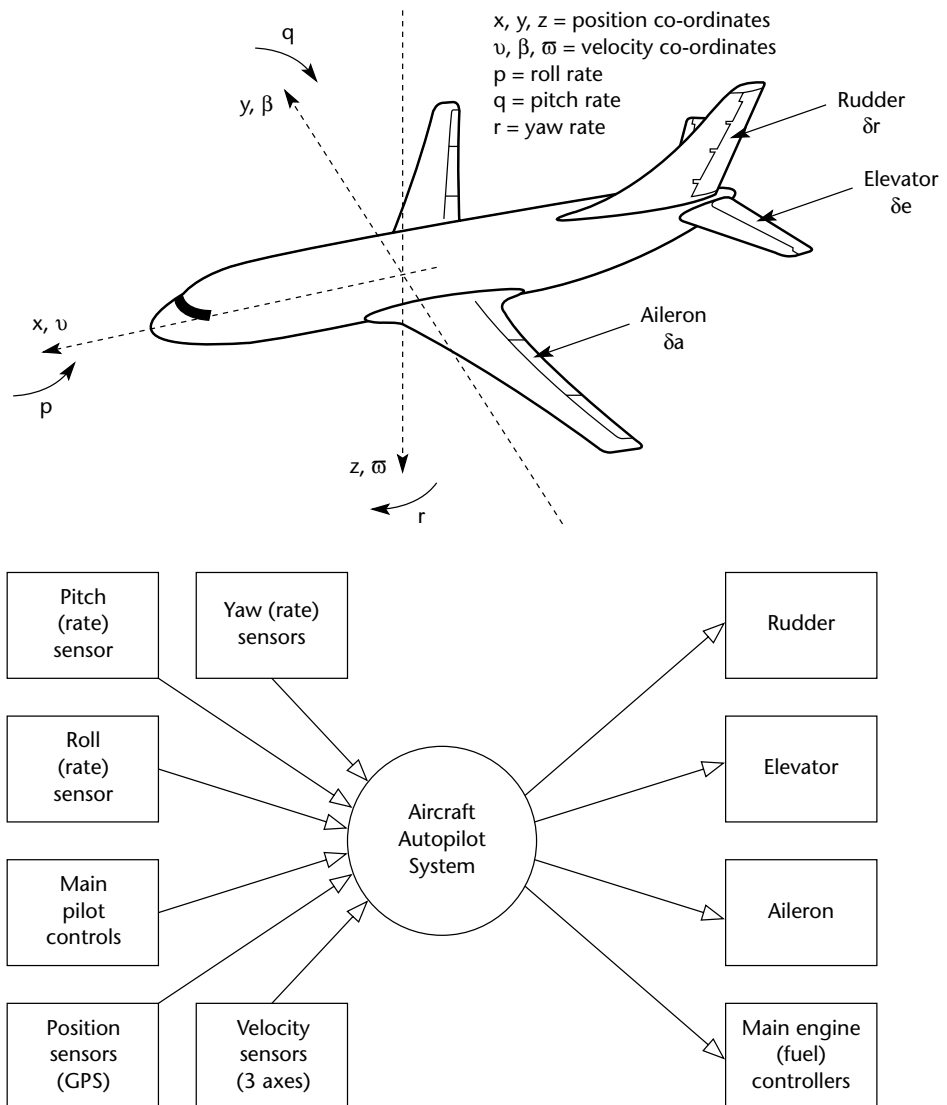 x, y, z = position co-ordinates
υ, β, ϖ = velocity co-ordinates
p = roll rate
q = pitch rate
r = yaw rate
q
y, β
Rudder
δr
Elevator
δe
Aileron
δa
x, υ
p
z, ϖ
r
Pitch
(rate)
sensor
Yaw (rate)
sensors
Rudder
Roll
(rate)
sensor
Elevator
Aircraft
Autopilot
System
Main
pilot
controls
Aileron
Position
sensors
(GPS)
Velocity
sensors
(3 axes)
Main engine
(fuel)
controllers